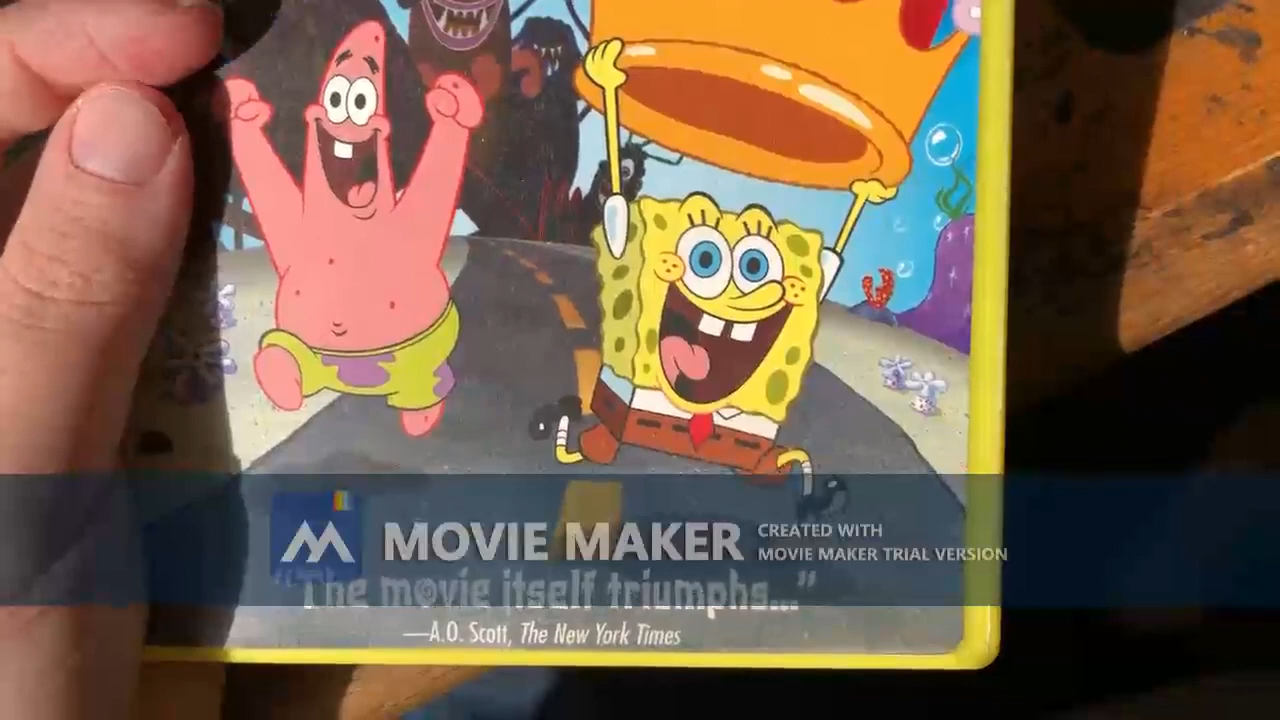 MOVIE MAKER
CREATED WITH
MOVIE MAKER TRIAL VERSION
"The movie itself triumphs..."
—A.O. Scott, The New York Times